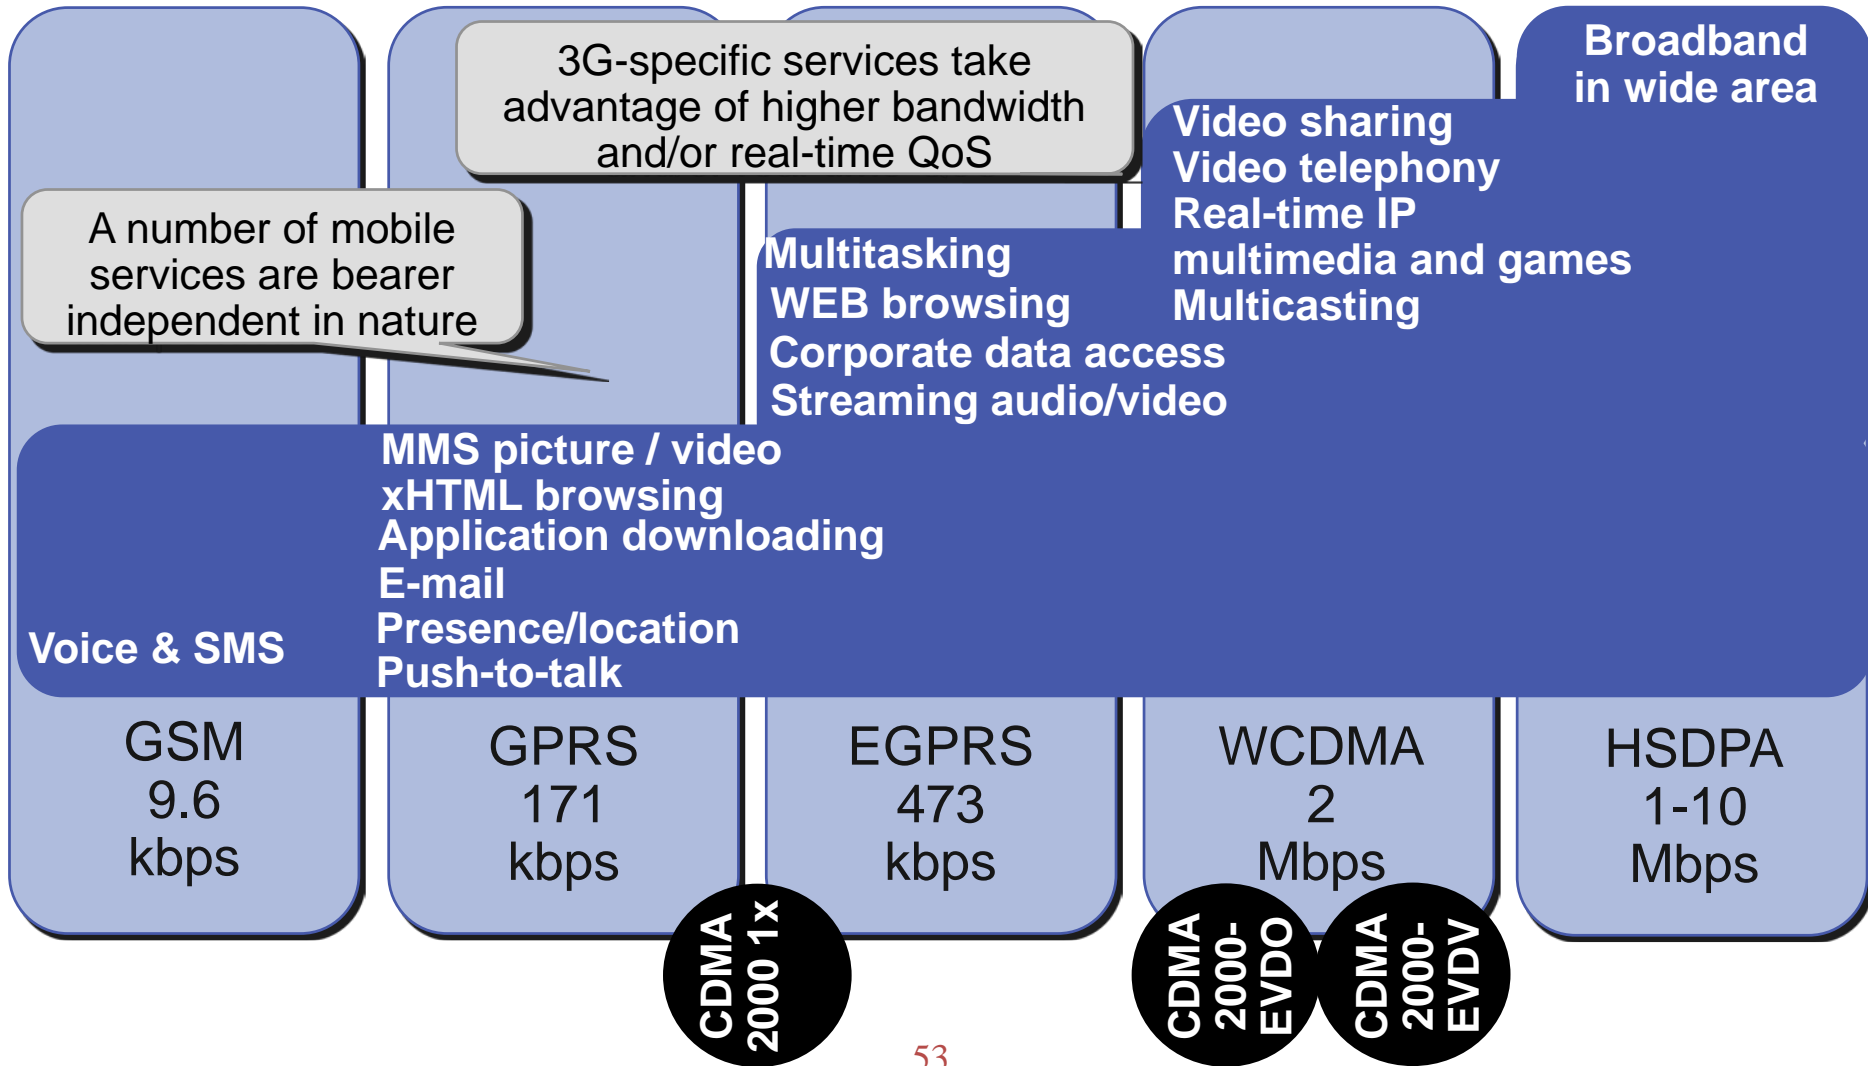 3G-specific services take
advantage of higher bandwidth
and/or real-time QoS
Broadband
in wide area
A number of mobile
services are bearer
independent in nature
Video sharing
Video telephony
Real-time IP
multimedia and games
Multicasting
Multitasking
WEB browsing
Corporate data access
Streaming audio/video
MMS picture / video
xHTML browsing
Application downloading
E-mail
Presence/location
Push-to-talk
Voice & SMS
GSM
9.6
kbps
GPRS
171
kbps
EGPRS
473
kbps
WCDMA
2
Mbps
HSDPA
1-10
Mbps
CDMA
2000 1x
CDMA
2000-
EVDO
CDMA
2000-
EVDV
53